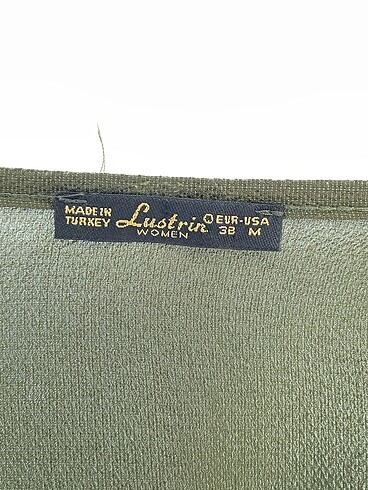 MADE IN Lustrin EUR-USA
TURKEY WOMEN 38 M